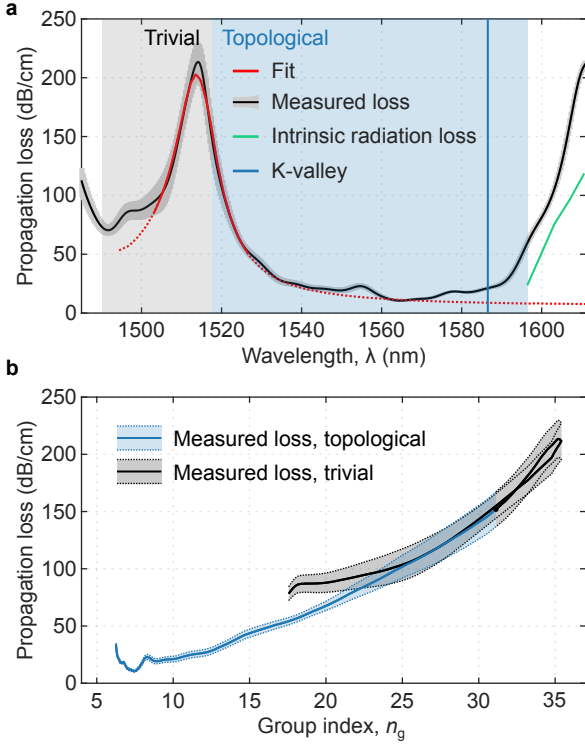 a
Trivial Topological
Fit
Measured loss
Intrinsic radiation loss
K-valley
Propagation loss (dB/cm)
250
200
150
100
50
0
1500 1520 1540 1560 1580 1600
Wavelength, λ (nm)
b
Measured loss, topological
Measured loss, trivial
Propagation loss (dB/cm)
250
200
150
100
50
0
5 10 15 20 25 30 35
Group index, ng